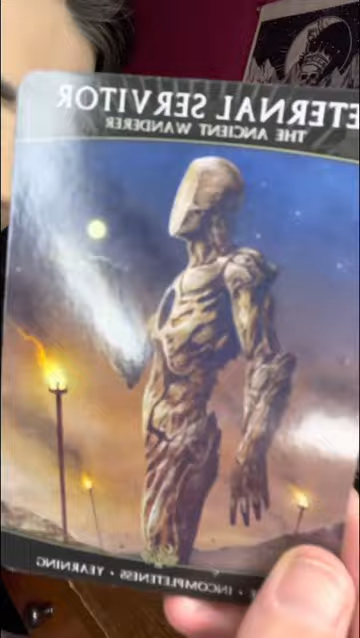 ETERNAL SERVITOR
THE ANCIENT WANDERER
• INCOMPLETENESS • YEARNING